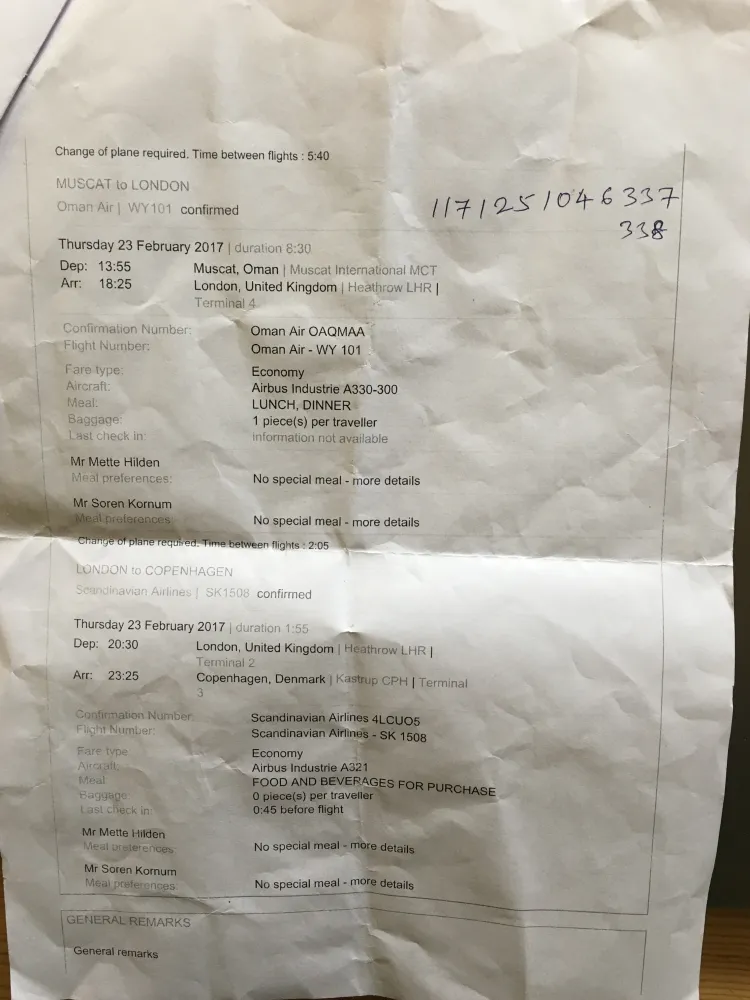 Change of plane required. Time between flights : 5:40
MUSCAT to LONDON
Oman Air | WY101 confirmed
117 / 251 046 337
338
Thursday 23 February 2017 | duration 8:30
Dep: 13:55 Muscat, Oman | Muscat International MCT
Arr: 18:25 London, United Kingdom | Heathrow LHR |
Terminal 4
Confirmation Number: Oman Air OAQMAA
Flight Number: Oman Air - WY 101
Fare type: Economy
Aircraft: Airbus Industrie A330-300
Meal: LUNCH, DINNER
Baggage: 1 piece(s) per traveller
Last check in: Information not available
Mr Mette Hilden
Meal preferences: No special meal - more details
Mr Soren Kornum
Meal preferences: No special meal - more details
Change of plane required. Time between flights : 2:05
LONDON to COPENHAGEN
Scandinavian Airlines | SK1508 confirmed
Thursday 23 February 2017 | duration 1:55
Dep: 20:30 London, United Kingdom | Heathrow LHR |
Terminal 2
Arr: 23:25 Copenhagen, Denmark | Kastrup CPH | Terminal
3
Confirmation Number: Scandinavian Airlines 4LCUO5
Flight Number: Scandinavian Airlines - SK 1508
Fare type: Economy
Aircraft: Airbus Industrie A321
Meal: FOOD AND BEVERAGES FOR PURCHASE
Baggage: 0 piece(s) per traveller
Last check in: 0:45 before flight
Mr Mette Hilden
Meal preferences: No special meal - more details
Mr Soren Kornum
Meal preferences: No special meal - more details
GENERAL REMARKS
General remarks